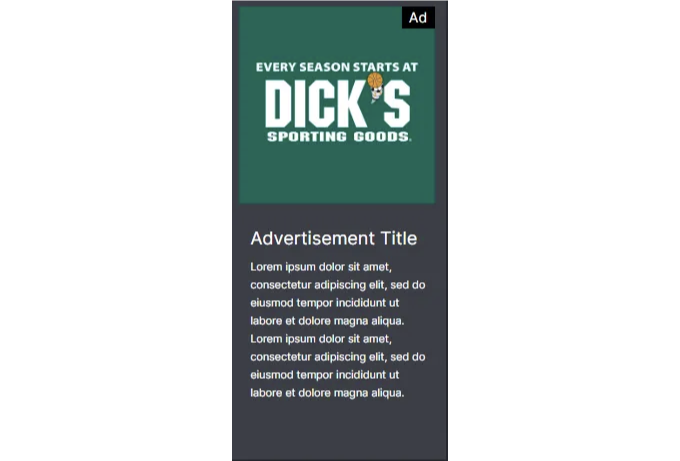 Ad
EVERY SEASON STARTS AT
DICK'S
SPORTING GOODS.
Advertisement Title
Lorem ipsum dolor sit amet,
consectetur adipiscing elit, sed do
eiusmod tempor incididunt ut
labore et dolore magna aliqua.
Lorem ipsum dolor sit amet,
consectetur adipiscing elit, sed do
eiusmod tempor incididunt ut
labore et dolore magna aliqua.